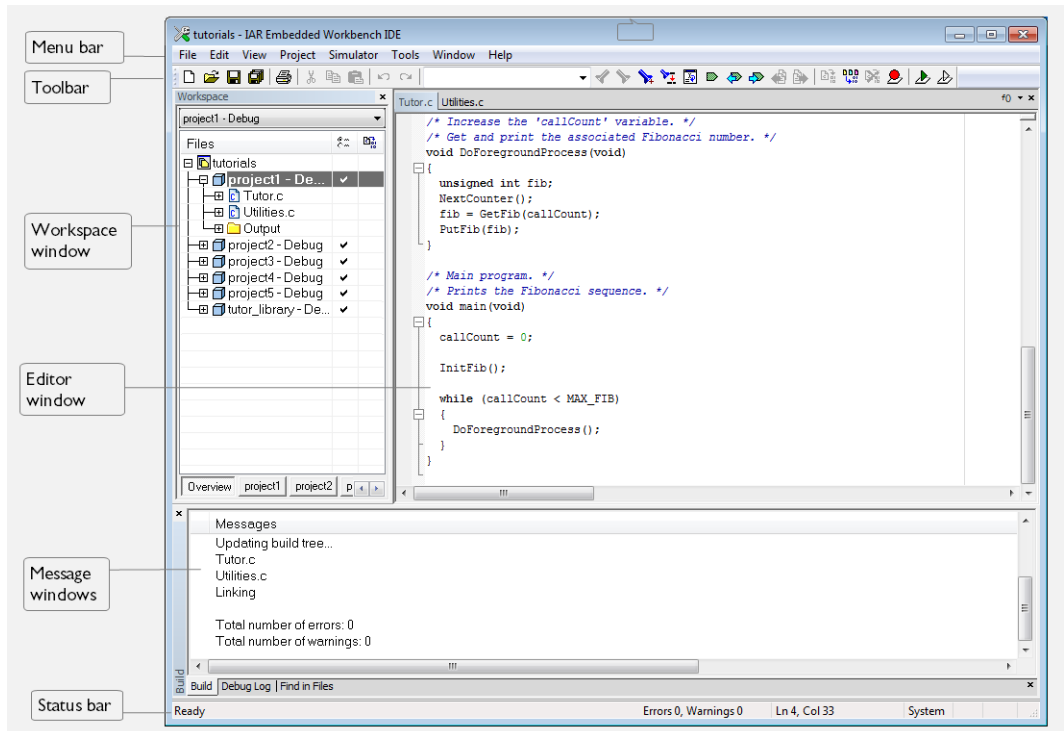 tutorials - IAR Embedded Workbench IDE
Menu bar
File Edit View Project Simulator Tools Window Help
Toolbar
Workspace
project1 - Debug
Files
tutorials
project1 - De...
Tutor.c
Utilities.c
Output
project2 - Debug
project3 - Debug
project4 - Debug
project5 - Debug
tutor_library - De...
Workspace
window
Overview project1 project2 p
Tutor.c Utilities.c
f()
/* Increase the 'callCount' variable. */
/* Get and print the associated Fibonacci number. */
void DoForegroundProcess(void)
{
unsigned int fib;
NextCounter();
fib = GetFib(callCount);
PutFib(fib);
}
/* Main program. */
/* Prints the Fibonacci sequence. */
void main(void)
{
callCount = 0;
InitFib();
while (callCount < MAX_FIB)
{
DoForegroundProcess();
}
}
Editor
window
Messages
Updating build tree...
Tutor.c
Utilities.c
Linking
Total number of errors: 0
Total number of warnings: 0
Message
windows
Build
Build Debug Log Find in Files
Status bar
Ready Errors 0, Warnings 0 Ln 4, Col 33 System